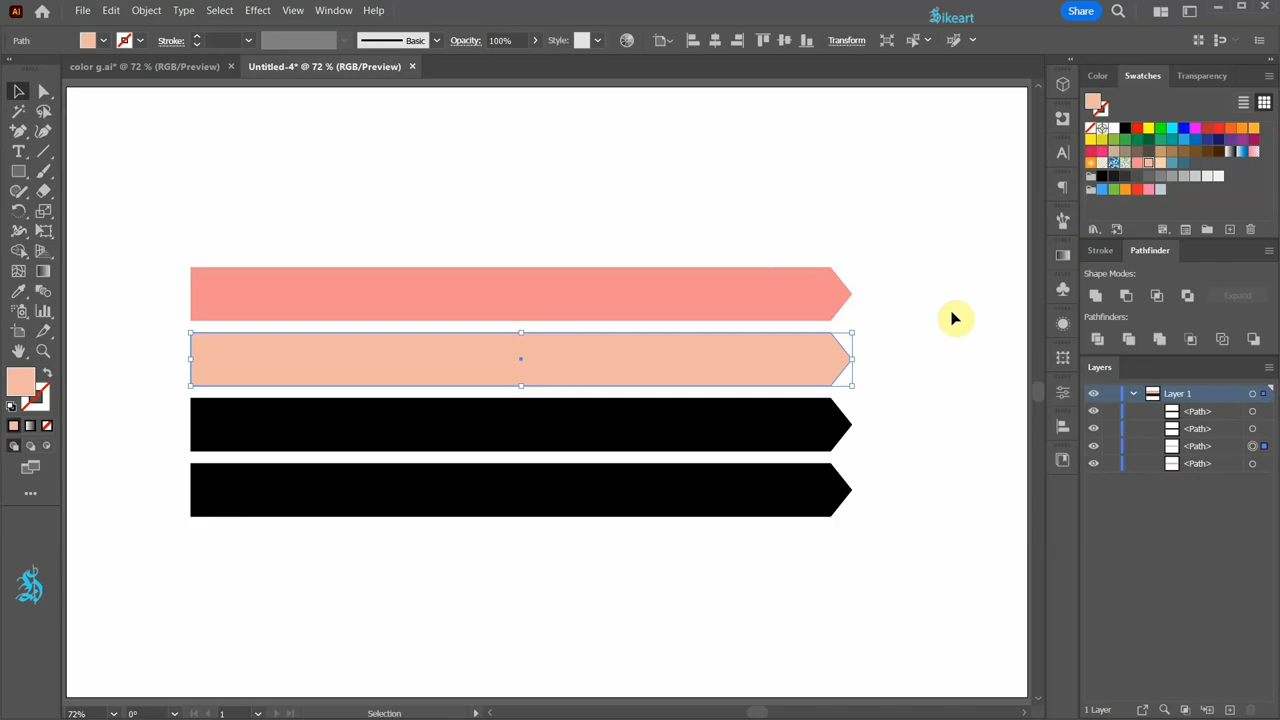 Ai
File Edit Object Type Select Effect View Window Help
Sikeart
Share
Path
Stroke:
Basic
Opacity: 100%
Style:
Transform
color g.ai* @ 72 % (RGB/Preview)
Untitled-4* @ 72 % (RGB/Preview)
Color Swatches Transparency
Stroke Pathfinder
Shape Modes:
Expand
Pathfinders:
Layers
Layer 1
<Path>
<Path>
<Path>
<Path>
72% 0° 1 Selection
1 Layer